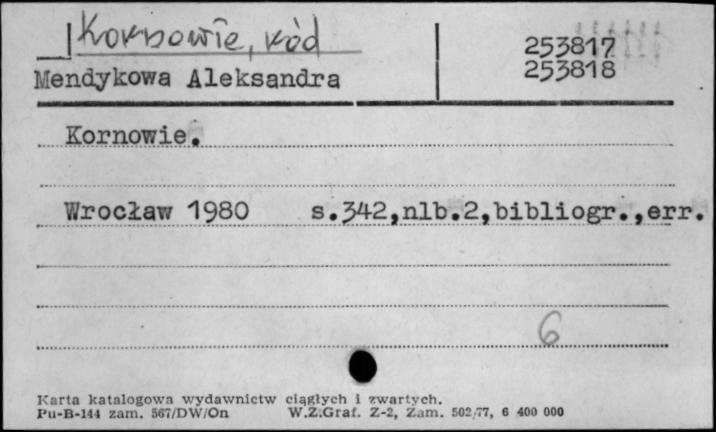 Kornowie, ród
253817
Mendykowa Aleksandra
253818
Kornowie.
Wrocław 1980 s.342,nlb.2,bibliogr.,err.
6
Karta katalogowa wydawnictw ciągłych i zwartych.
Pu-B-144 zam. 567/DW/On W.Z.Graf. Z-2, Zam. 502/77, 6 400 000